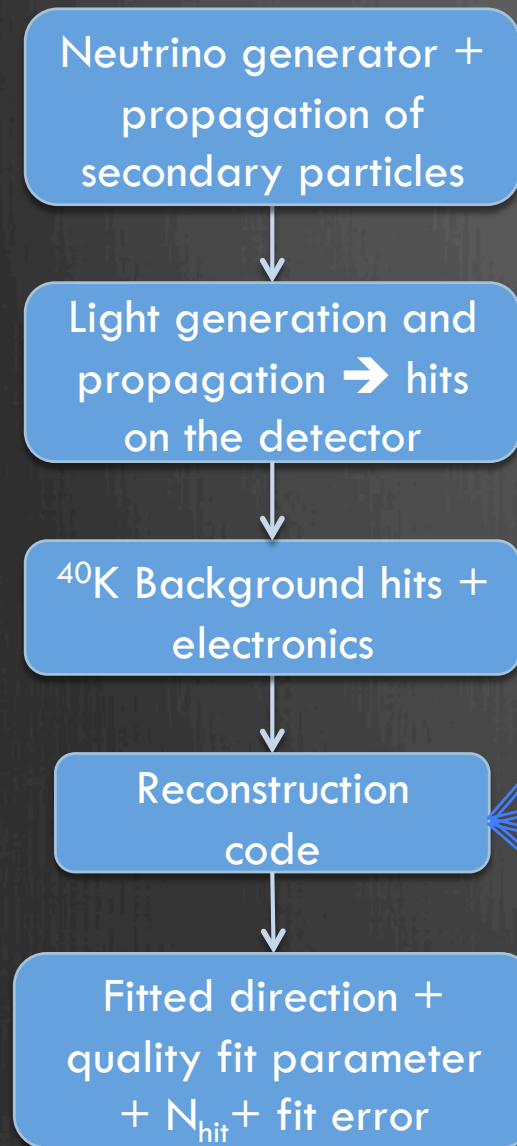 Neutrino generator +
propagation of
secondary particles
Light generation and
propagation ➔ hits
on the detector
⁴⁰K Background hits +
electronics
Reconstruction
code
Fitted direction +
quality fit parameter
+ Nₕᵢₜ + fit error